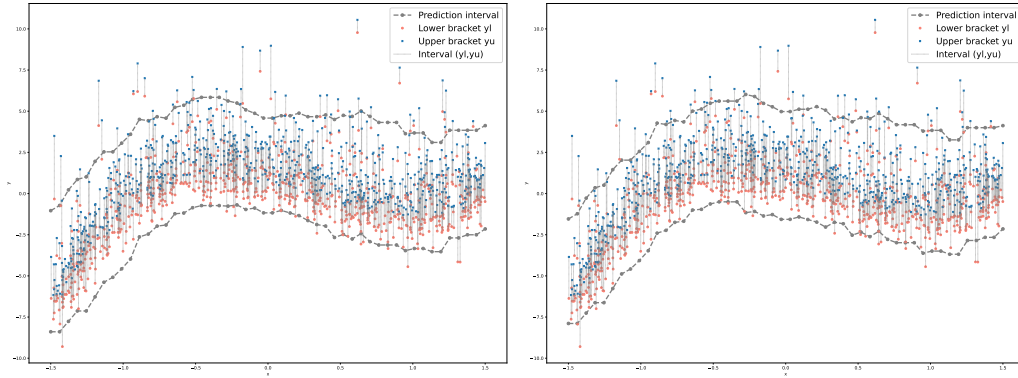 Prediction interval
Lower bracket yl
Upper bracket yu
Interval (yl,yu)
10.0
7.5
5.0
2.5
0.0
−2.5
−5.0
−7.5
−10.0
y
−1.5
−1.0
−0.5
0.0
0.5
1.0
1.5
x
Prediction interval
Lower bracket yl
Upper bracket yu
Interval (yl,yu)
10.0
7.5
5.0
2.5
0.0
−2.5
−5.0
−7.5
−10.0
y
−1.5
−1.0
−0.5
0.0
0.5
1.0
1.5
x